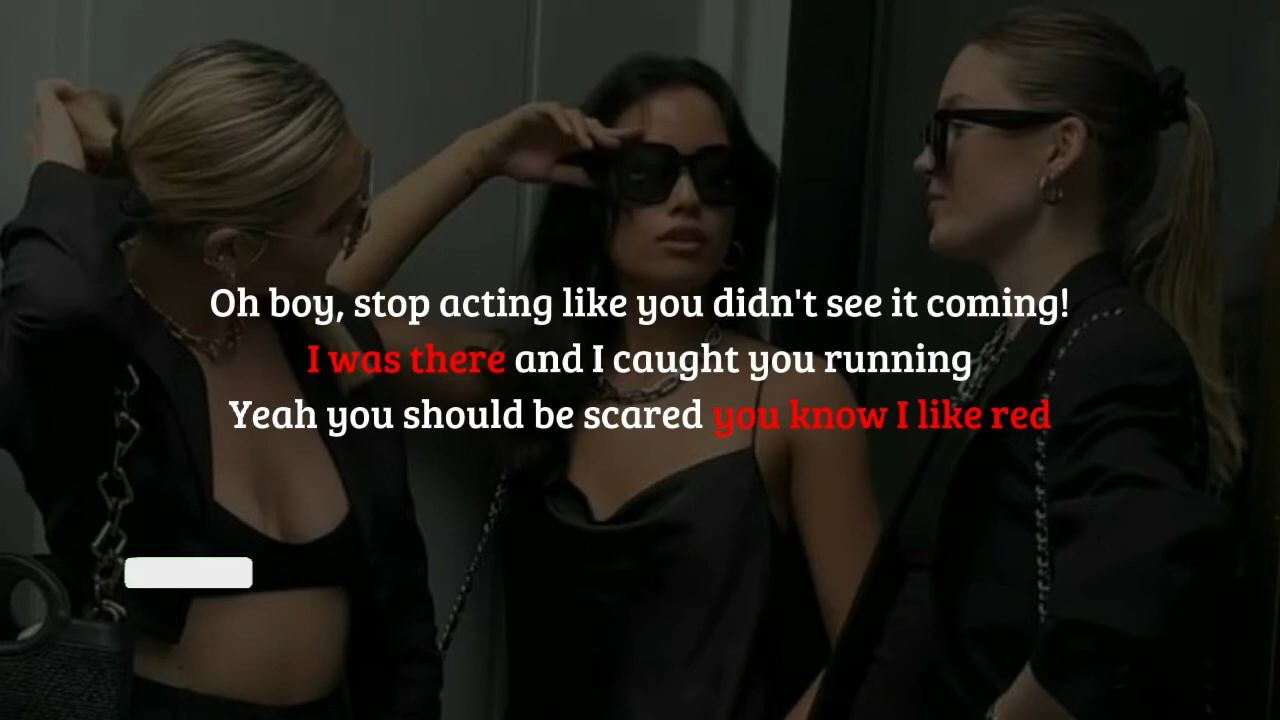 Oh boy, stop acting like you didn't see it coming!
I was there and I caught you running
Yeah you should be scared you know I like red